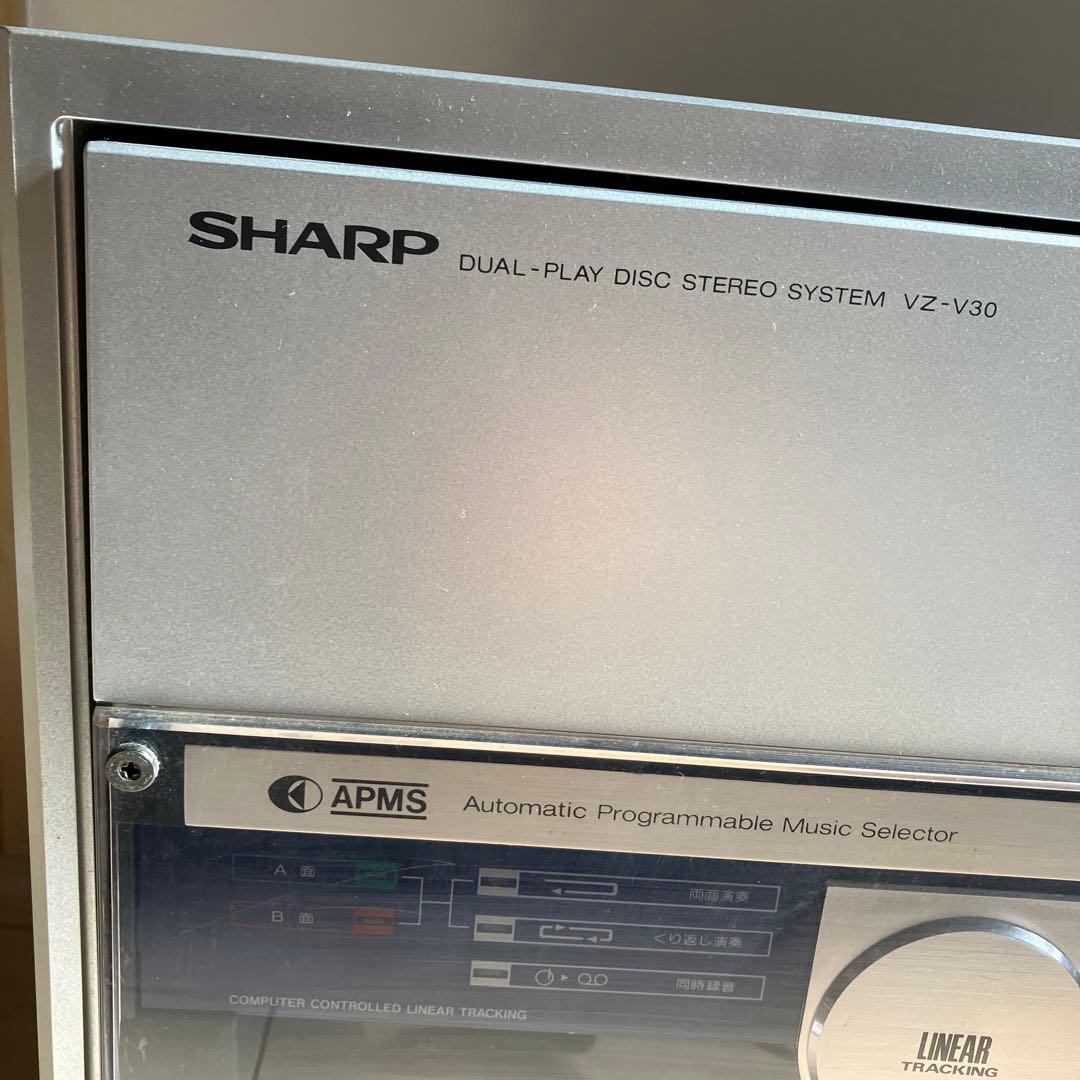 SHARP DUAL-PLAY DISC STEREO SYSTEM VZ-V30
APMS Automatic Programmable Music Selector
A 面
両面演奏
B 面
くり返し演奏
同時録音
COMPUTER CONTROLLED LINEAR TRACKING
LINEAR
TRACKING